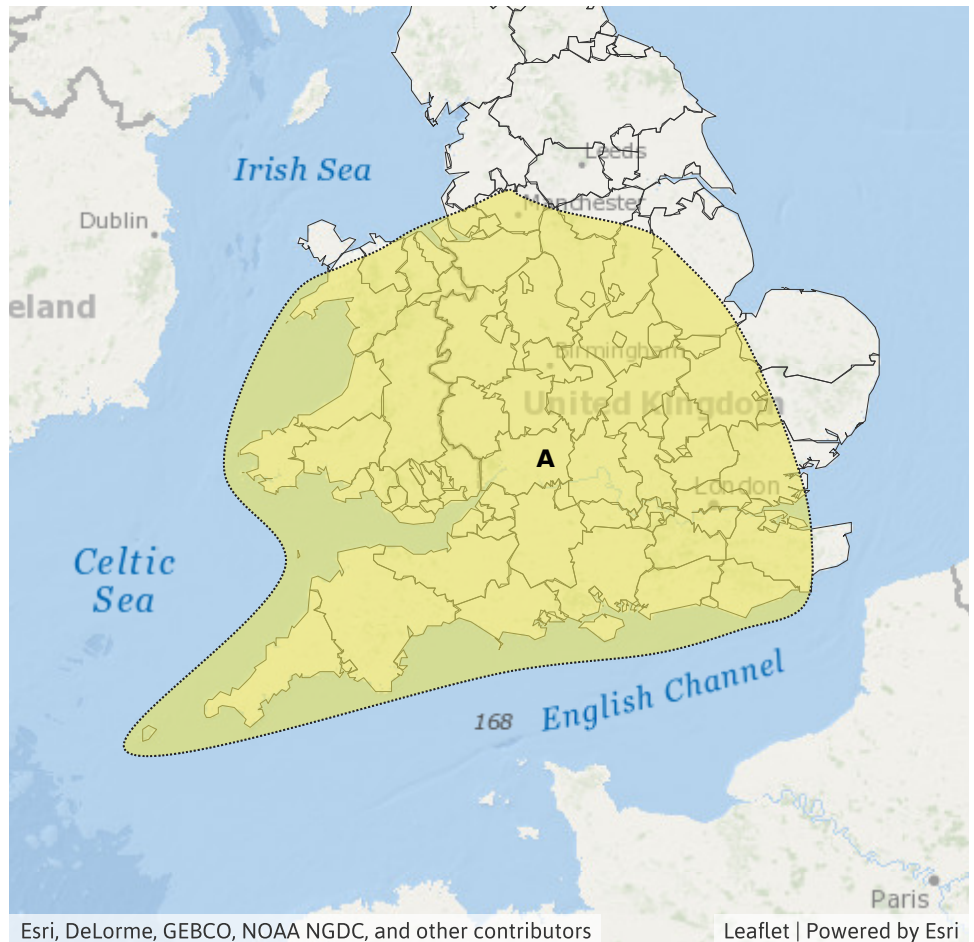 Leeds
Irish Sea
Manchester
Dublin
eland
Birmingham
United Kingdom
A
London
Celtic
Sea
English Channel
168
Paris
Esri, DeLorme, GEBCO, NOAA NGDC, and other contributors
Leaflet | Powered by Esri